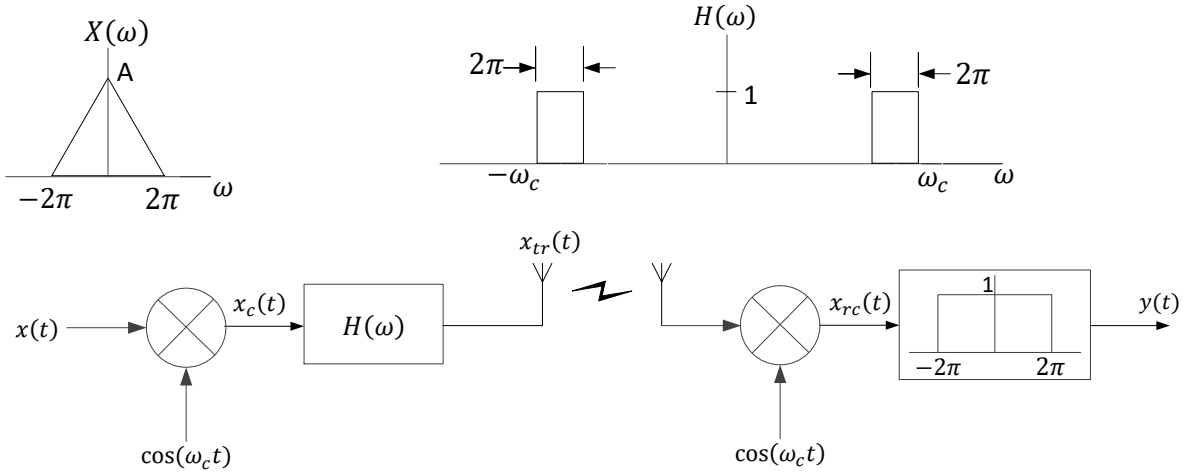 X(ω)
A
−2π
2π
ω
H(ω)
2π
2π
1
−ω_c
ω_c
ω
x_tr(t)
x(t)
x_c(t)
H(ω)
x_rc(t)
1
−2π
2π
y(t)
cos(ω_c t)
cos(ω_c t)